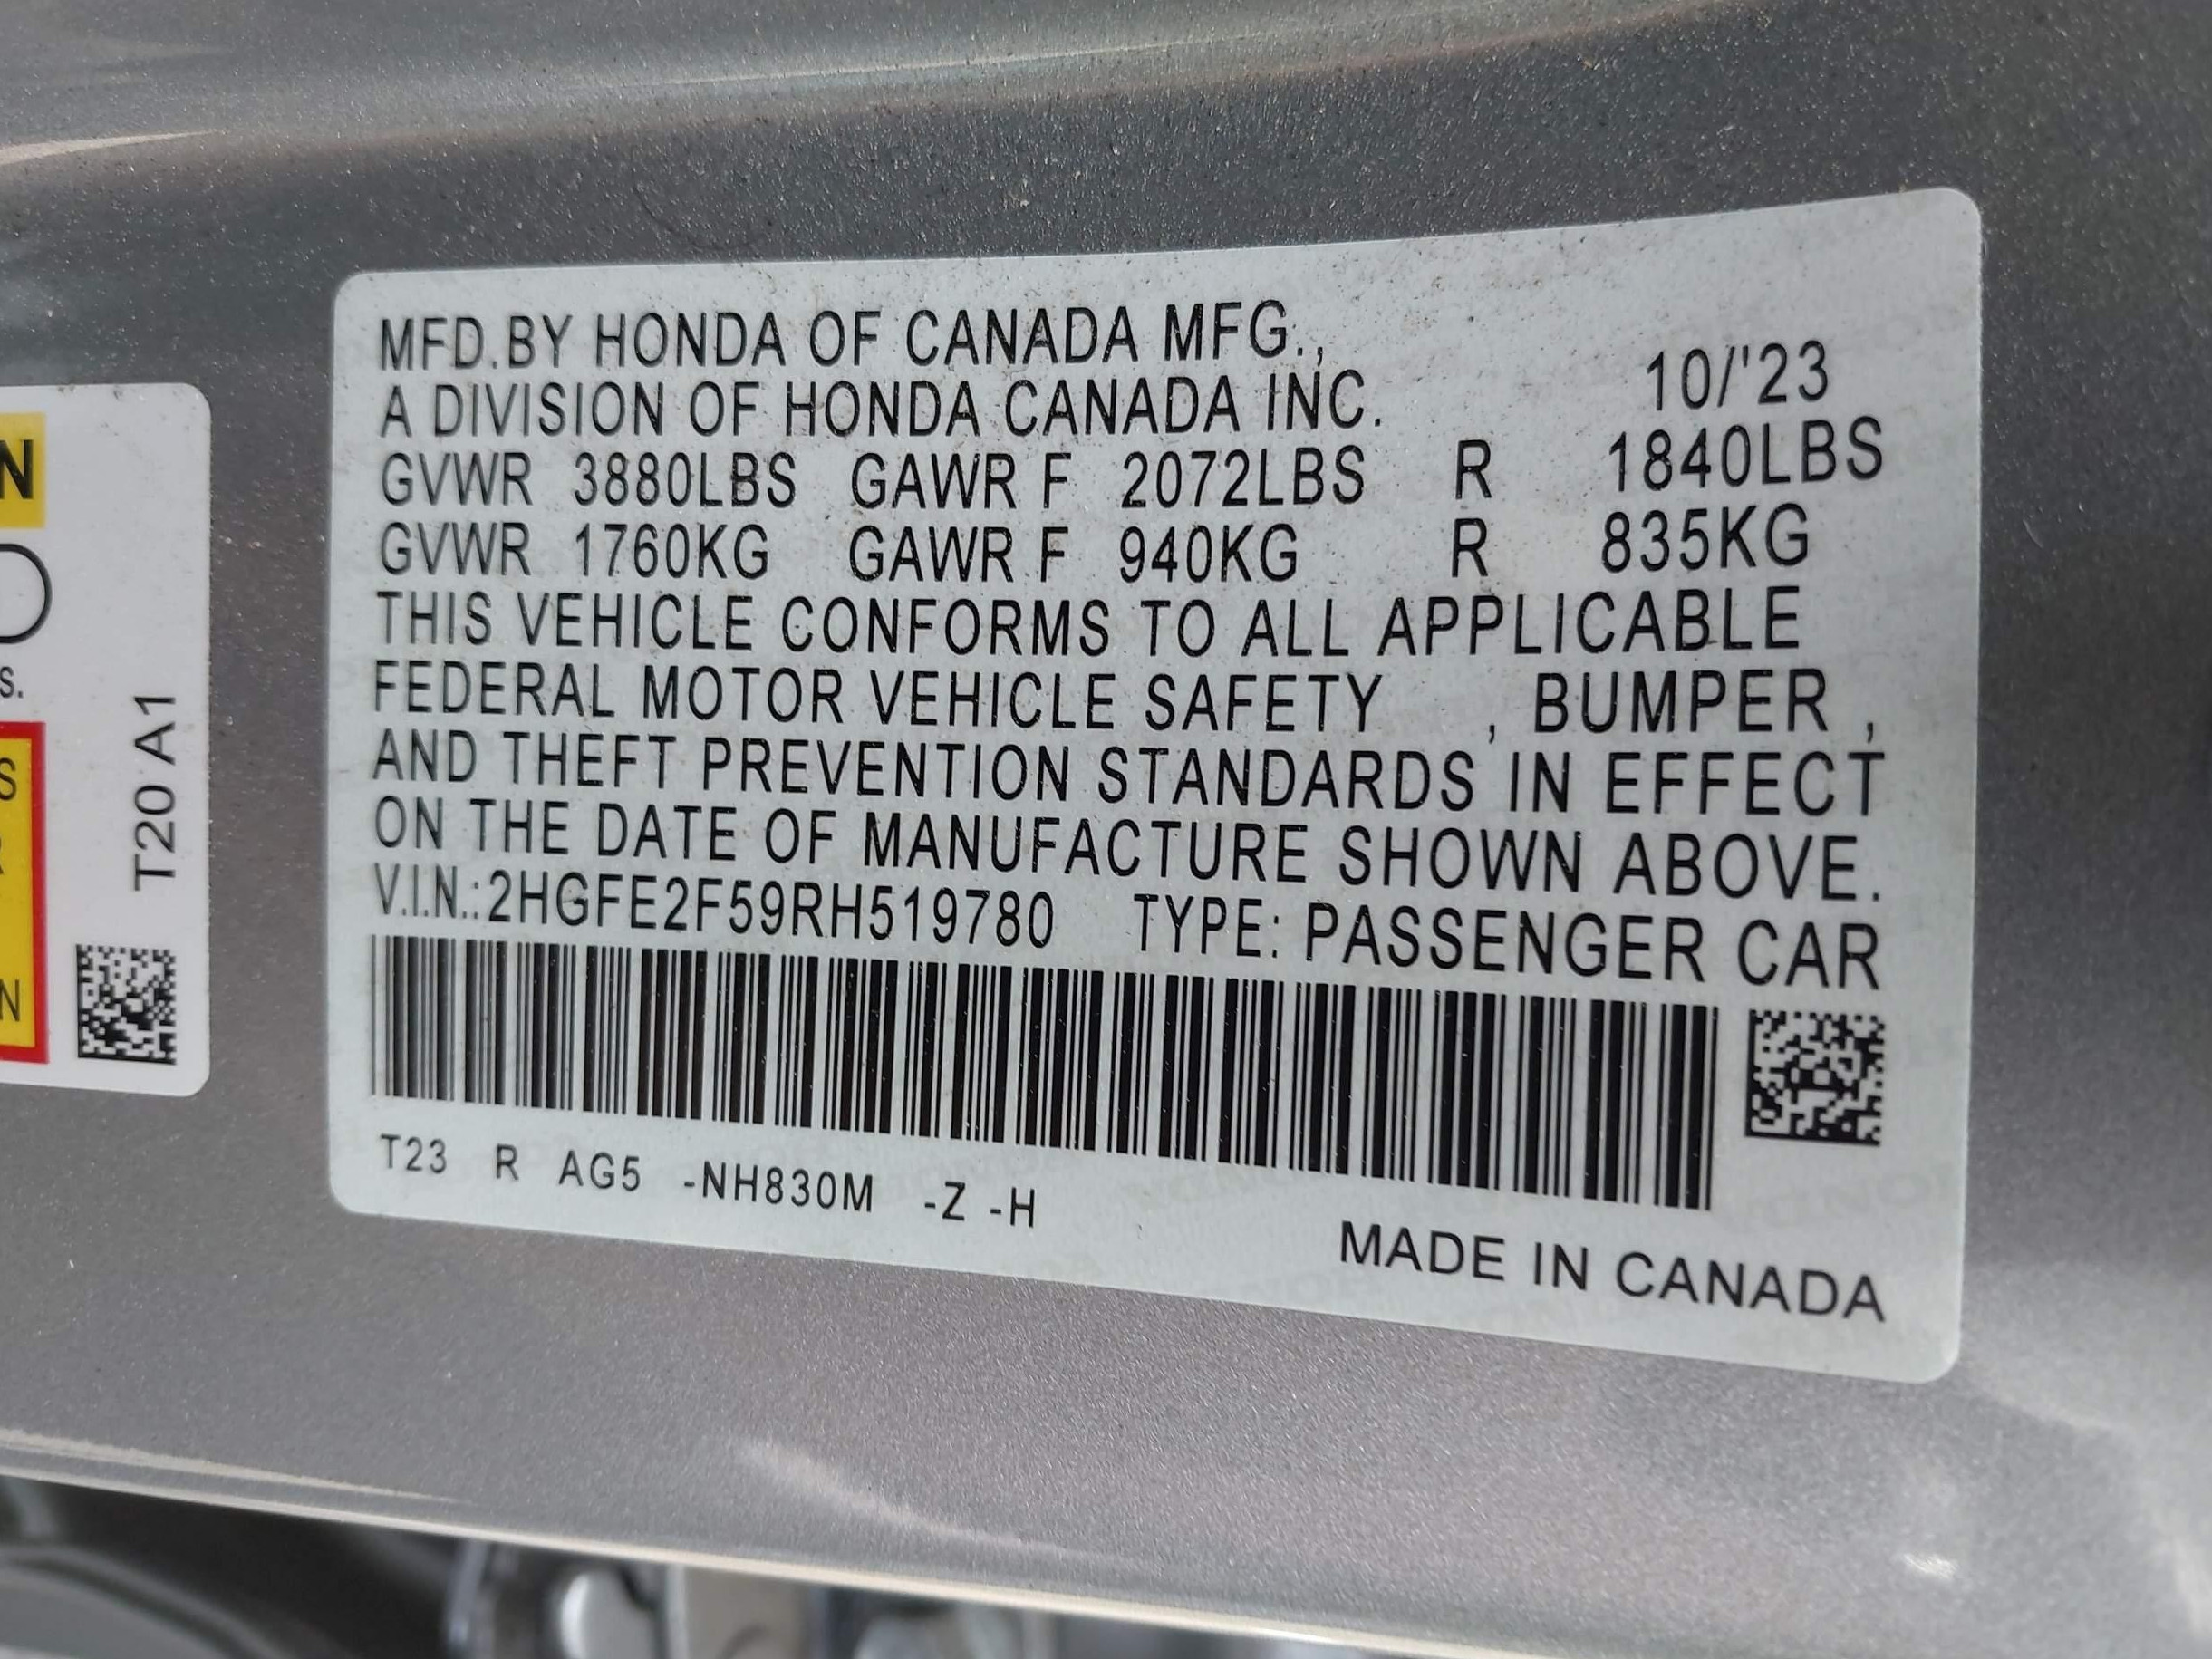 MFD.BY HONDA OF CANADA MFG.,
A DIVISION OF HONDA CANADA INC. 10/'23
GVWR 3880LBS GAWR F 2072LBS R 1840LBS
GVWR 1760KG GAWR F 940KG R 835KG
THIS VEHICLE CONFORMS TO ALL APPLICABLE
FEDERAL MOTOR VEHICLE SAFETY , BUMPER ,
AND THEFT PREVENTION STANDARDS IN EFFECT
ON THE DATE OF MANUFACTURE SHOWN ABOVE.
V.I.N.:2HGFE2F59RH519780 TYPE: PASSENGER CAR
T23 R AG5 -NH830M -Z -H
MADE IN CANADA
T20 A1